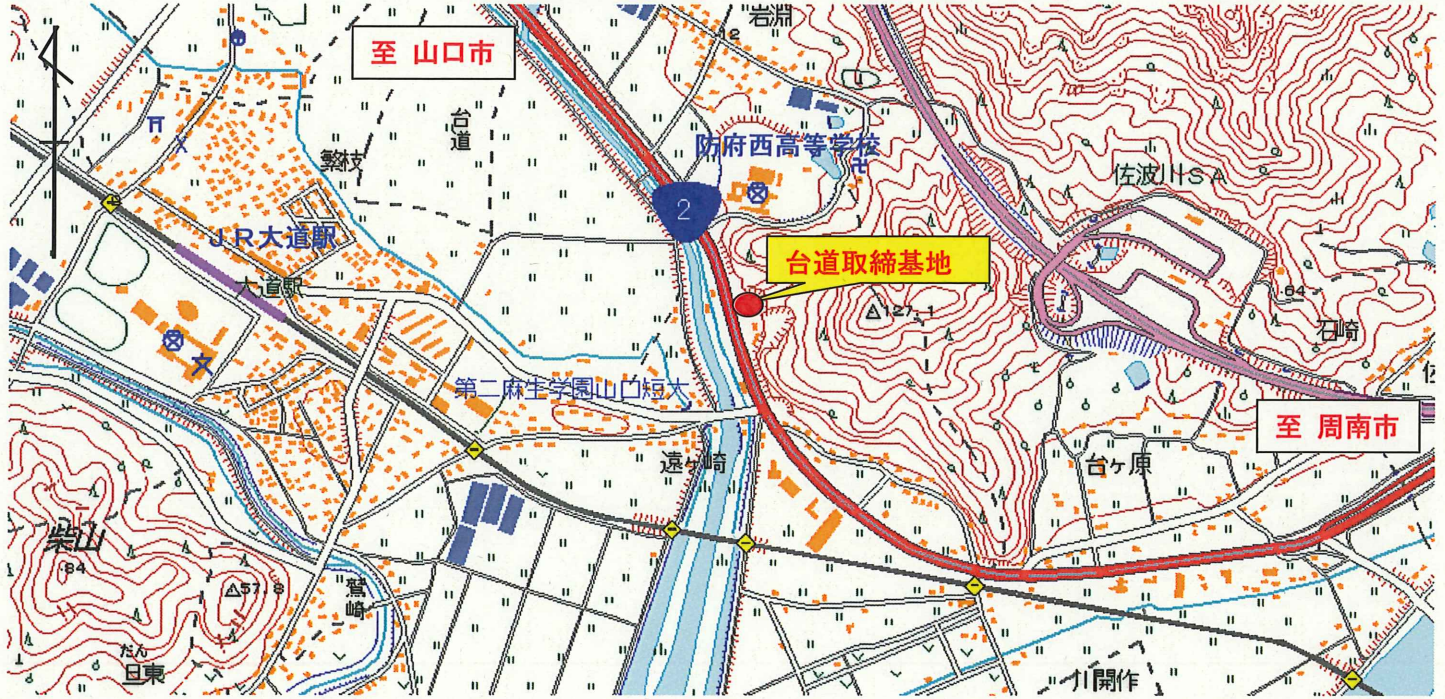 岩淵
12
至 山口市
台道
繁枝
防府西高等学校
佐波川SA
2
JR大道駅
大道駅
台道取締基地
127.1
64
石崎
第二麻生学園山口短大
至 周南市
遠ヶ崎
台ヶ原
柴山
84
57.8
鷲崎
だん
旦東
川開作